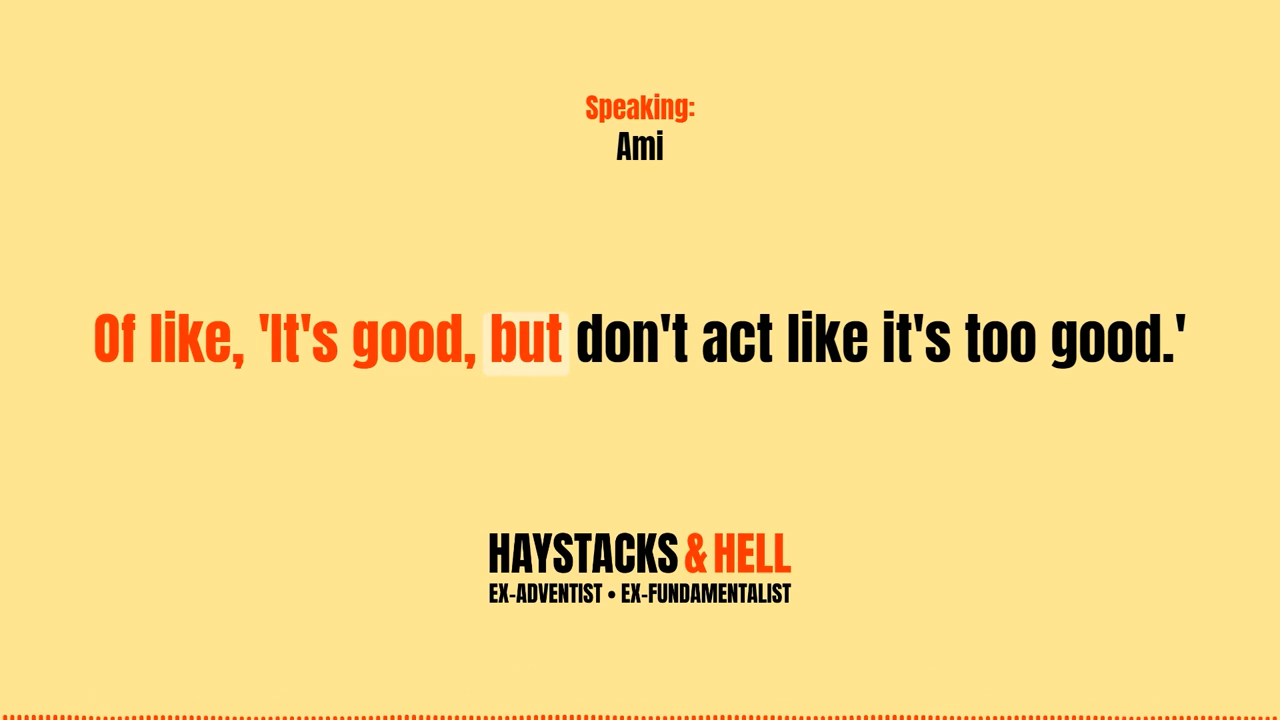 Speaking:
Ami
Of like, 'It's good, but don't act like it's too good.'
HAYSTACKS & HELL
EX-ADVENTIST • EX-FUNDAMENTALIST